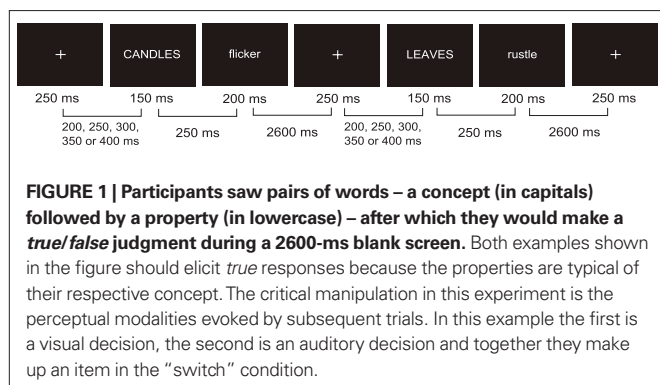 + CANDLES flicker + LEAVES rustle +
250 ms 150 ms 200 ms 250 ms 150 ms 200 ms 250 ms
200, 250, 300, 250 ms 2600 ms 200, 250, 300, 250 ms 2600 ms
350 or 400 ms 350 or 400 ms
FIGURE 1 | Participants saw pairs of words – a concept (in capitals)
followed by a property (in lowercase) – after which they would make a
true/false judgment during a 2600-ms blank screen. Both examples shown
in the figure should elicit true responses because the properties are typical of
their respective concept. The critical manipulation in this experiment is the
perceptual modalities evoked by subsequent trials. In this example the first is
a visual decision, the second is an auditory decision and together they make
up an item in the “switch” condition.